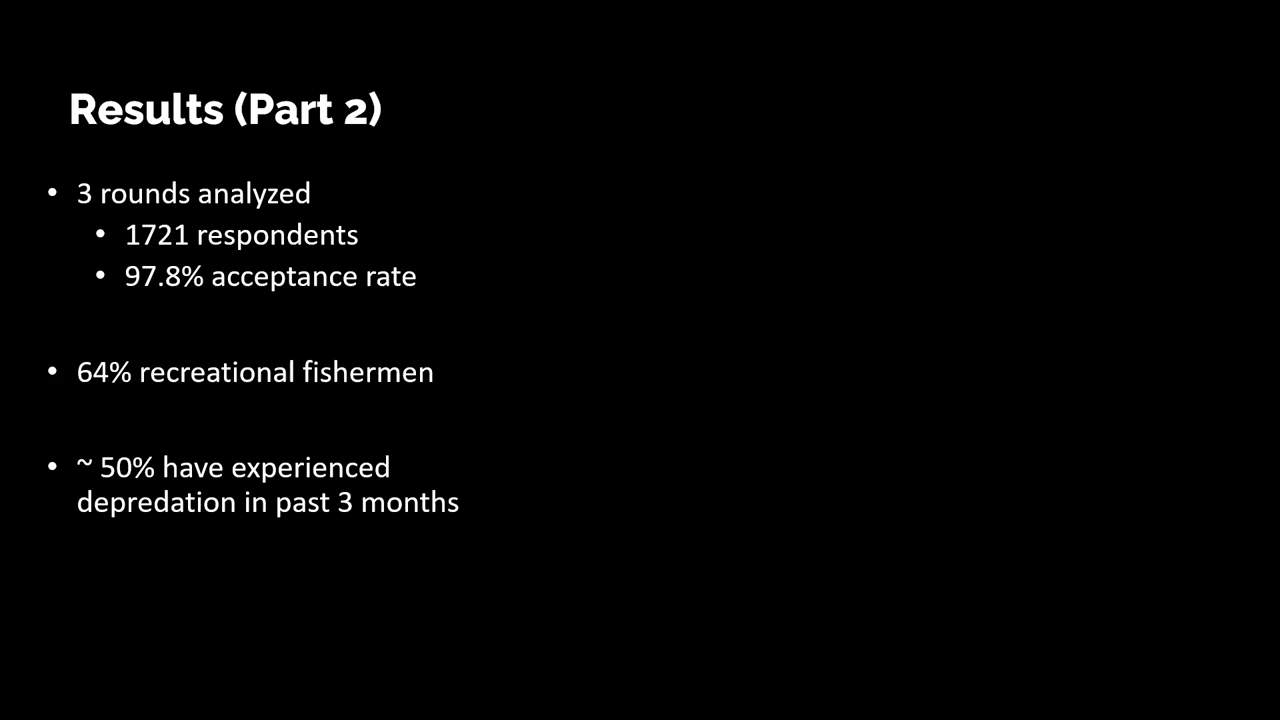 Results (Part 2)
• 3 rounds analyzed
• 1721 respondents
• 97.8% acceptance rate
• 64% recreational fishermen
• ~ 50% have experienced
depredation in past 3 months